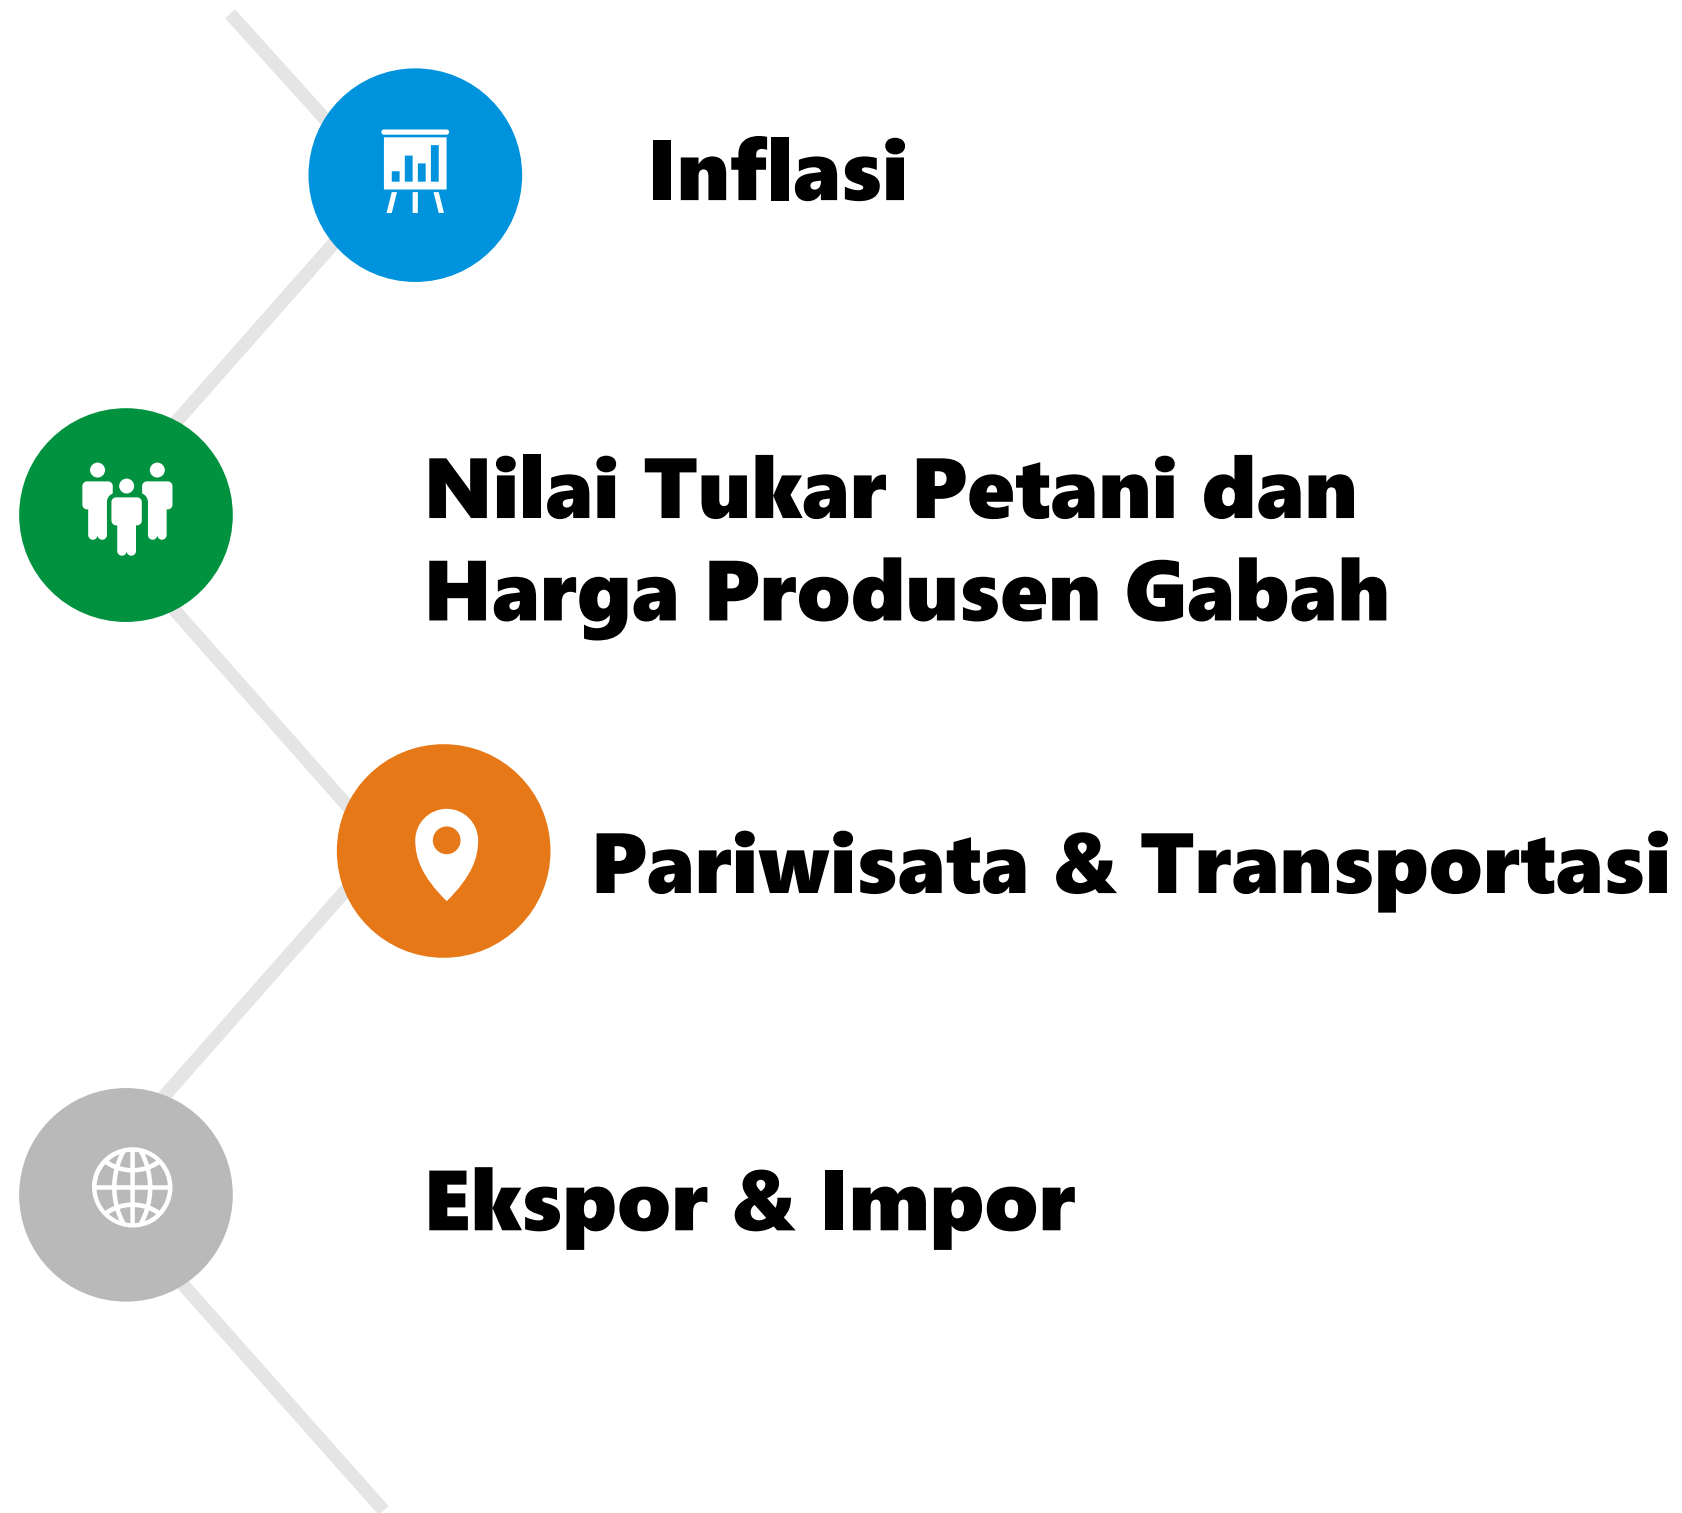 Inflasi
Nilai Tukar Petani dan
Harga Produsen Gabah
Pariwisata & Transportasi
Ekspor & Impor